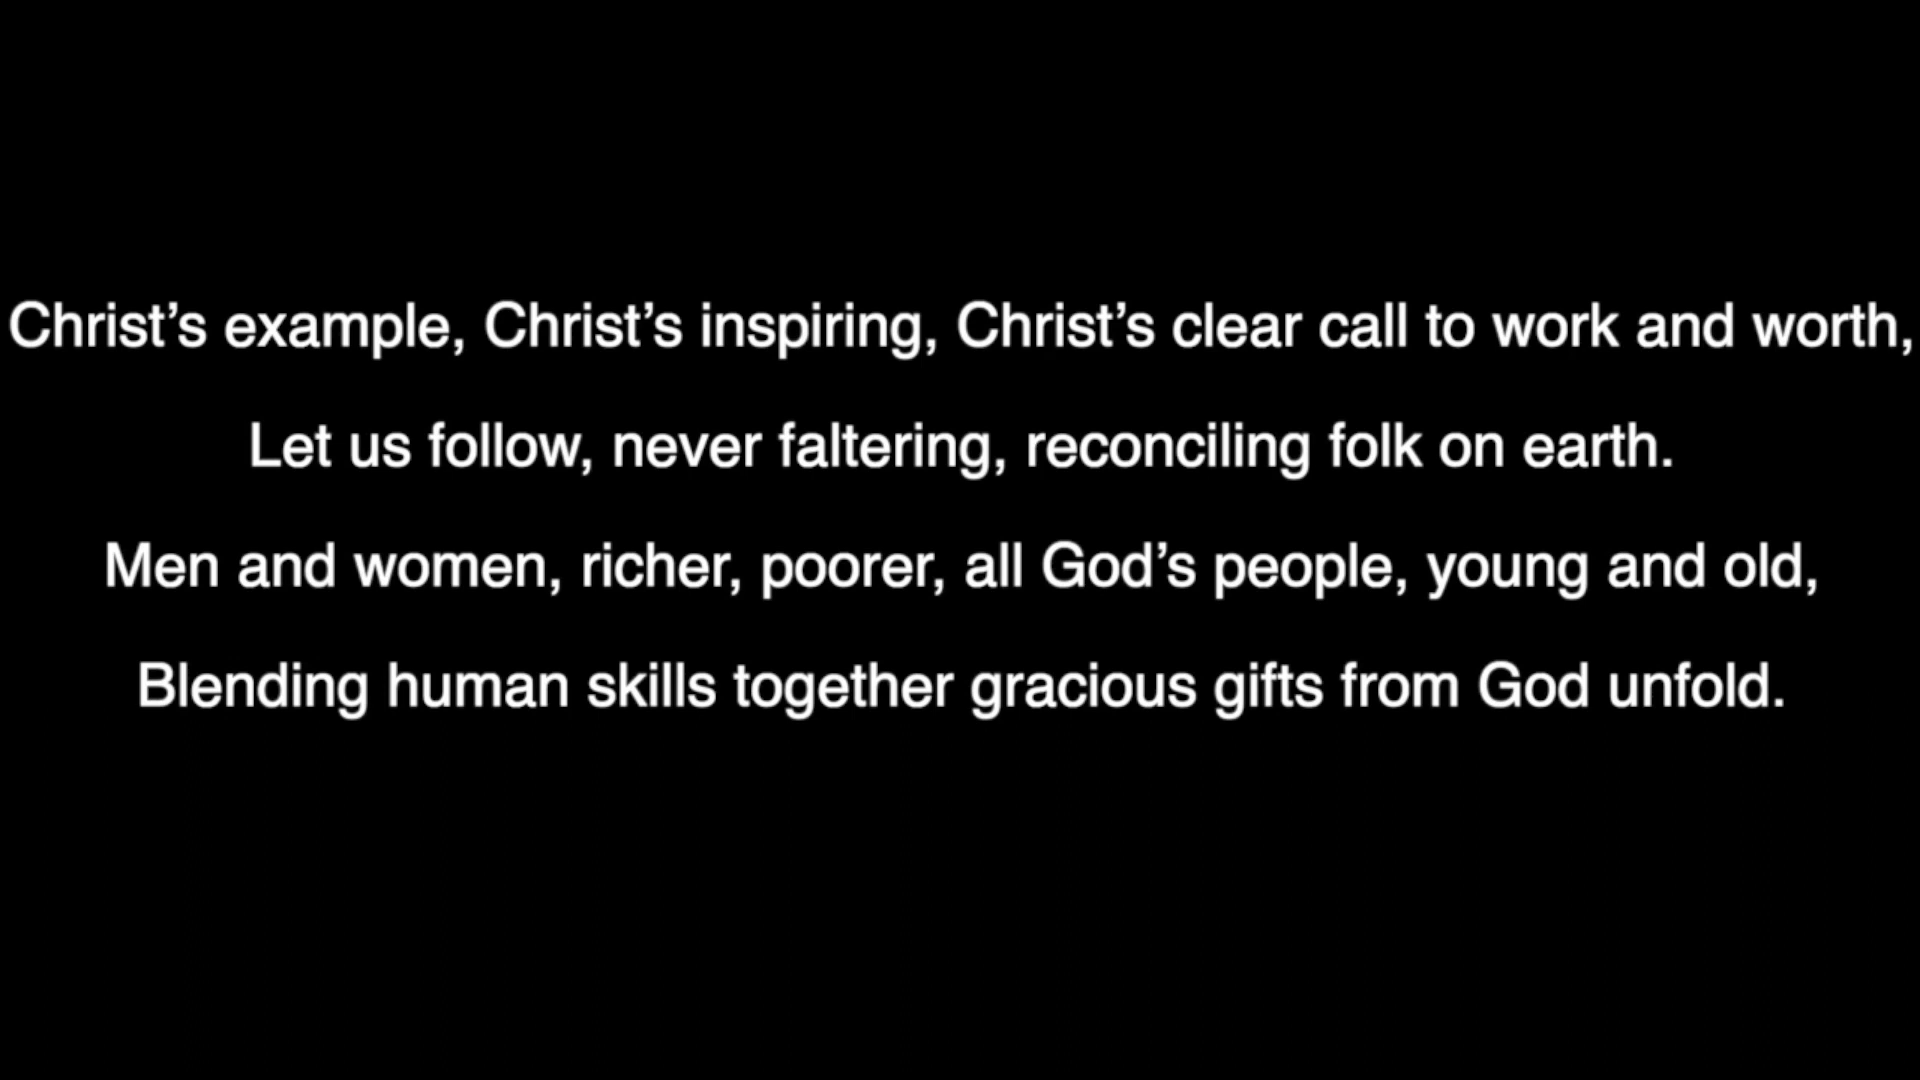 Christ’s example, Christ’s inspiring, Christ’s clear call to work and worth,
Let us follow, never faltering, reconciling folk on earth.
Men and women, richer, poorer, all God’s people, young and old,
Blending human skills together gracious gifts from God unfold.